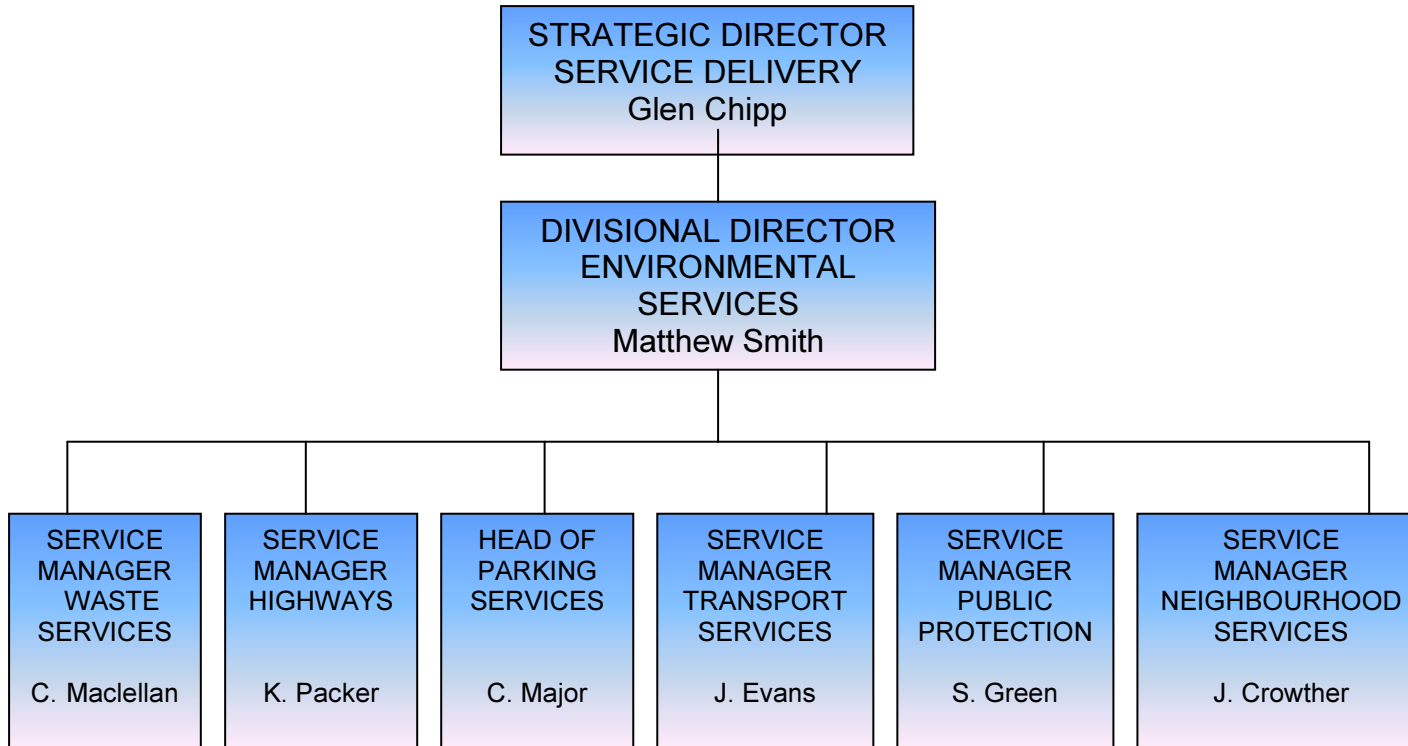 STRATEGIC DIRECTOR
SERVICE DELIVERY
Glen Chipp
DIVISIONAL DIRECTOR
ENVIRONMENTAL
SERVICES
Matthew Smith
SERVICE
MANAGER
WASTE
SERVICES
C. Maclellan
SERVICE
MANAGER
HIGHWAYS
K. Packer
HEAD OF
PARKING
SERVICES
C. Major
SERVICE
MANAGER
TRANSPORT
SERVICES
J. Evans
SERVICE
MANAGER
PUBLIC
PROTECTION
S. Green
SERVICE
MANAGER
NEIGHBOURHOOD
SERVICES
J. Crowther